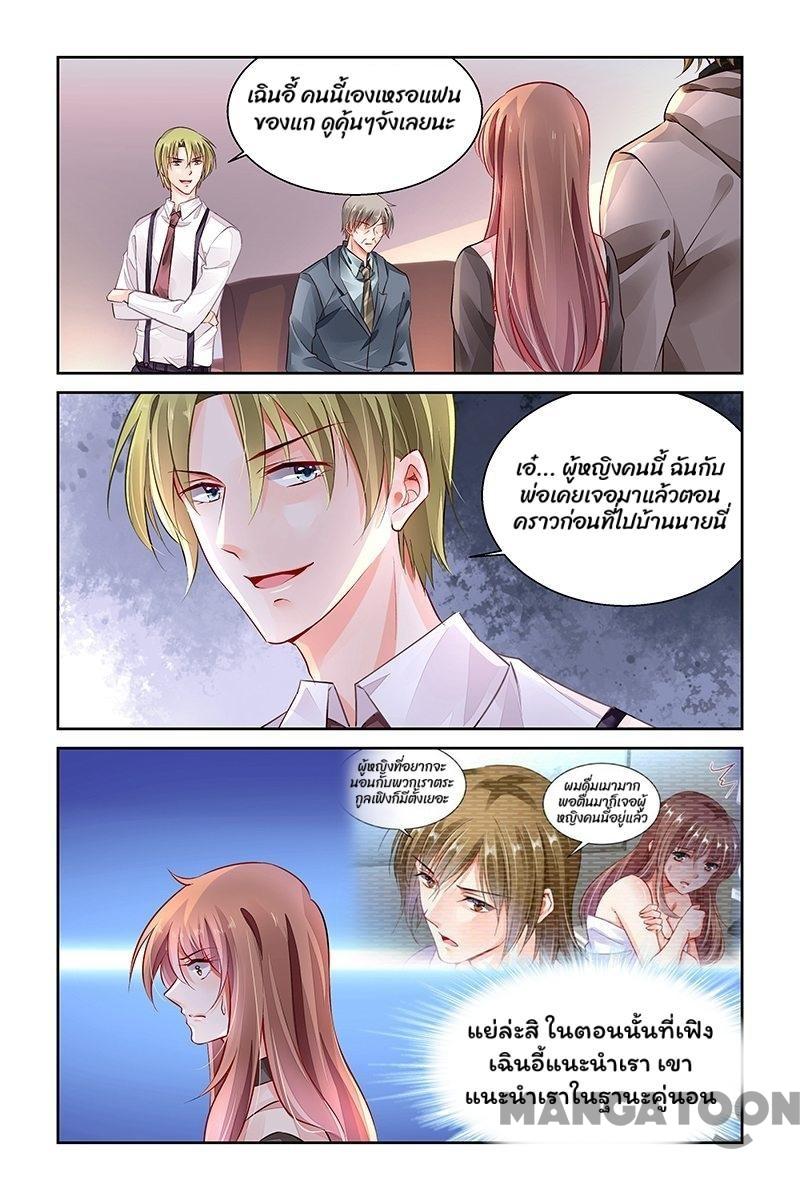 เฉินอี้ คนนี้เองเหรอแฟน
ของแก ดูคุ้นๆจังเลยนะ
เอ๋... ผู้หญิงคนนี้ ฉันกับ
พ่อเคยเจอมาแล้วตอน
คราวก่อนที่ไปบ้านนายนี่
ผู้หญิงที่อยากจะ
นอนกับพวกเราตระ
กูลเฟิงก็มีตั้งเยอะ
ผมดื่มเมามาก
พอตื่นมาก็เจอผู้
หญิงคนนี้อยู่แล้ว
แย่ล่ะสิ ในตอนนั้นที่เฟิง
เฉินอี้แนะนำเรา เขา
แนะนำเราในฐานะคู่นอน
MANGATOON